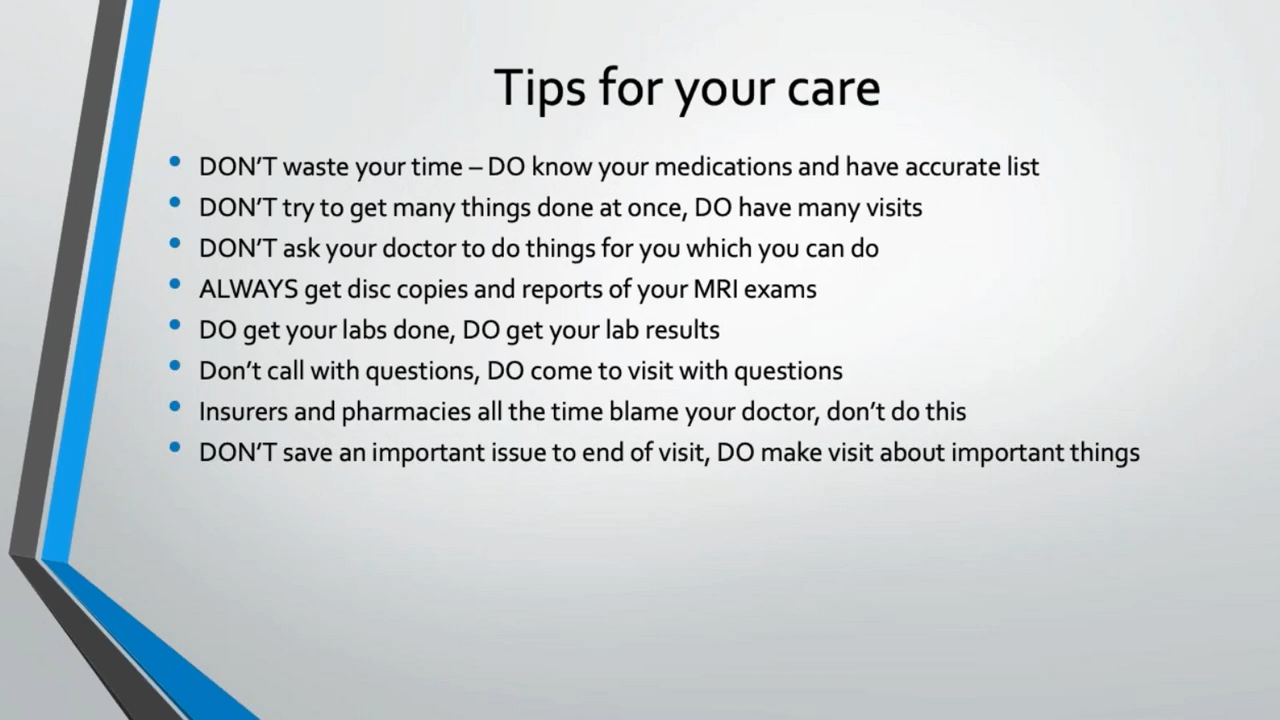 Tips for your care
• DON’T waste your time – DO know your medications and have accurate list
• DON’T try to get many things done at once, DO have many visits
• DON’T ask your doctor to do things for you which you can do
• ALWAYS get disc copies and reports of your MRI exams
• DO get your labs done, DO get your lab results
• Don’t call with questions, DO come to visit with questions
• Insurers and pharmacies all the time blame your doctor, don’t do this
• DON’T save an important issue to end of visit, DO make visit about important things